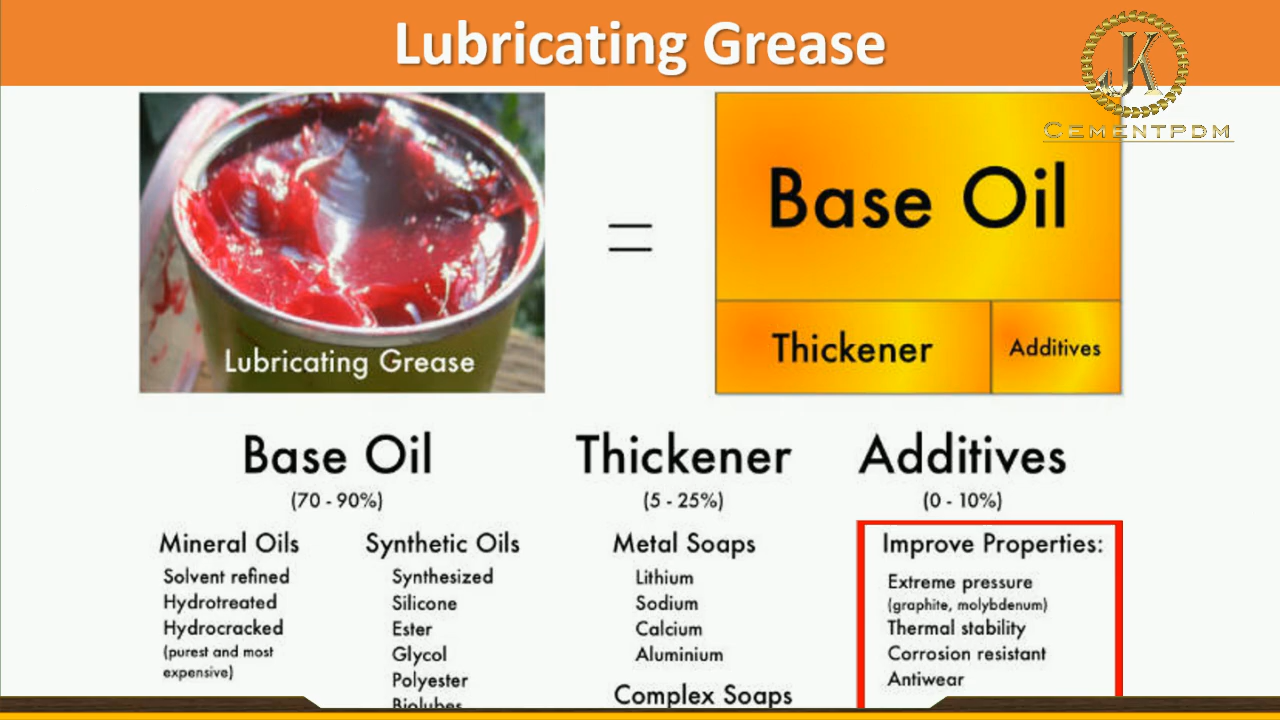 Lubricating Grease
JK
CEMENTPDM
Lubricating Grease
=
Base Oil
Thickener
Additives
Base Oil
(70 - 90%)
Mineral Oils
Solvent refined
Hydrotreated
Hydrocracked
(purest and most
expensive)
Synthetic Oils
Synthesized
Silicone
Ester
Glycol
Polyester
Biolubes
Thickener
(5 - 25%)
Metal Soaps
Lithium
Sodium
Calcium
Aluminium
Complex Soaps
Additives
(0 - 10%)
Improve Properties:
Extreme pressure
(graphite, molybdenum)
Thermal stability
Corrosion resistant
Antiwear